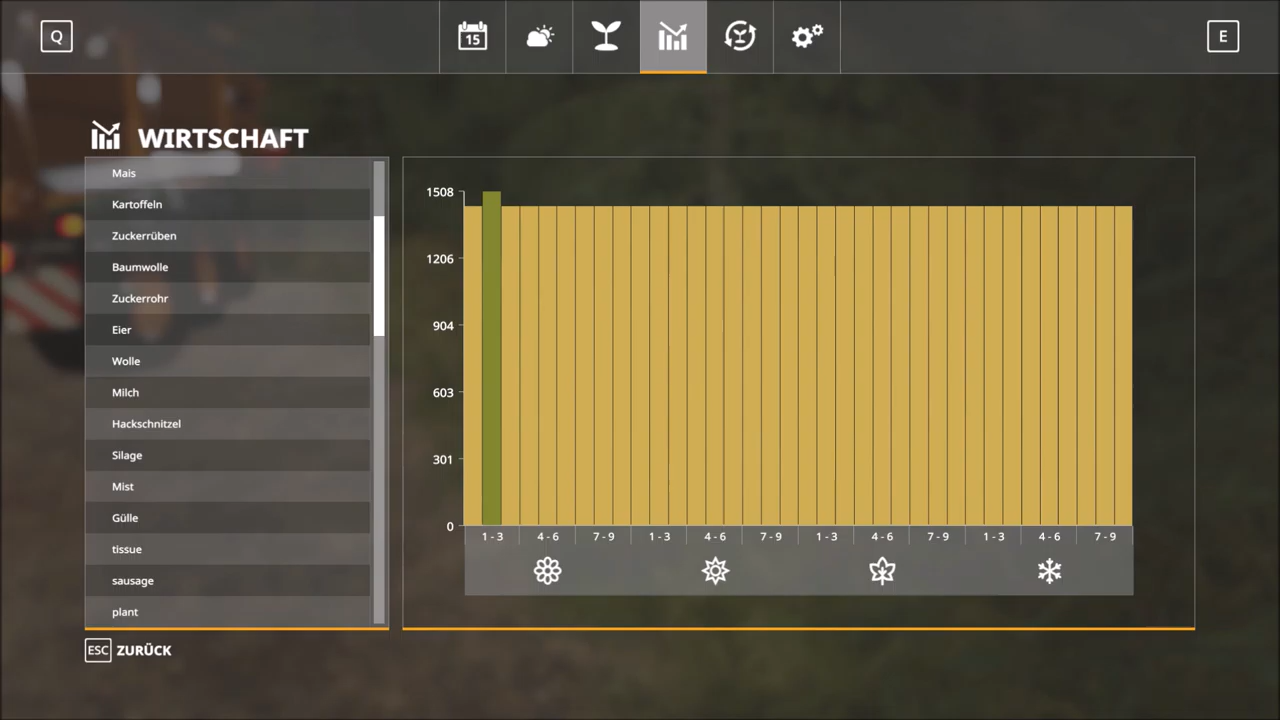 Q
15
E
WIRTSCHAFT
Mais
Kartoffeln
Zuckerrüben
Baumwolle
Zuckerrohr
Eier
Wolle
Milch
Hackschnitzel
Silage
Mist
Gülle
tissue
sausage
plant
1508
1206
904
603
301
0
1 - 3 4 - 6 7 - 9 1 - 3 4 - 6 7 - 9 1 - 3 4 - 6 7 - 9 1 - 3 4 - 6 7 - 9
ESC ZURÜCK